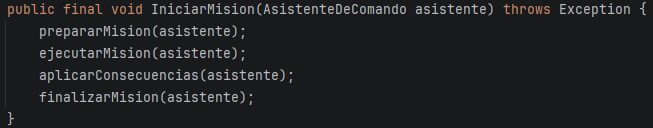 public final void IniciarMision(AsistenteDeComando asistente) throws Exception {
    prepararMision(asistente);
    ejecutarMision(asistente);
    aplicarConsecuencias(asistente);
    finalizarMision(asistente);
}